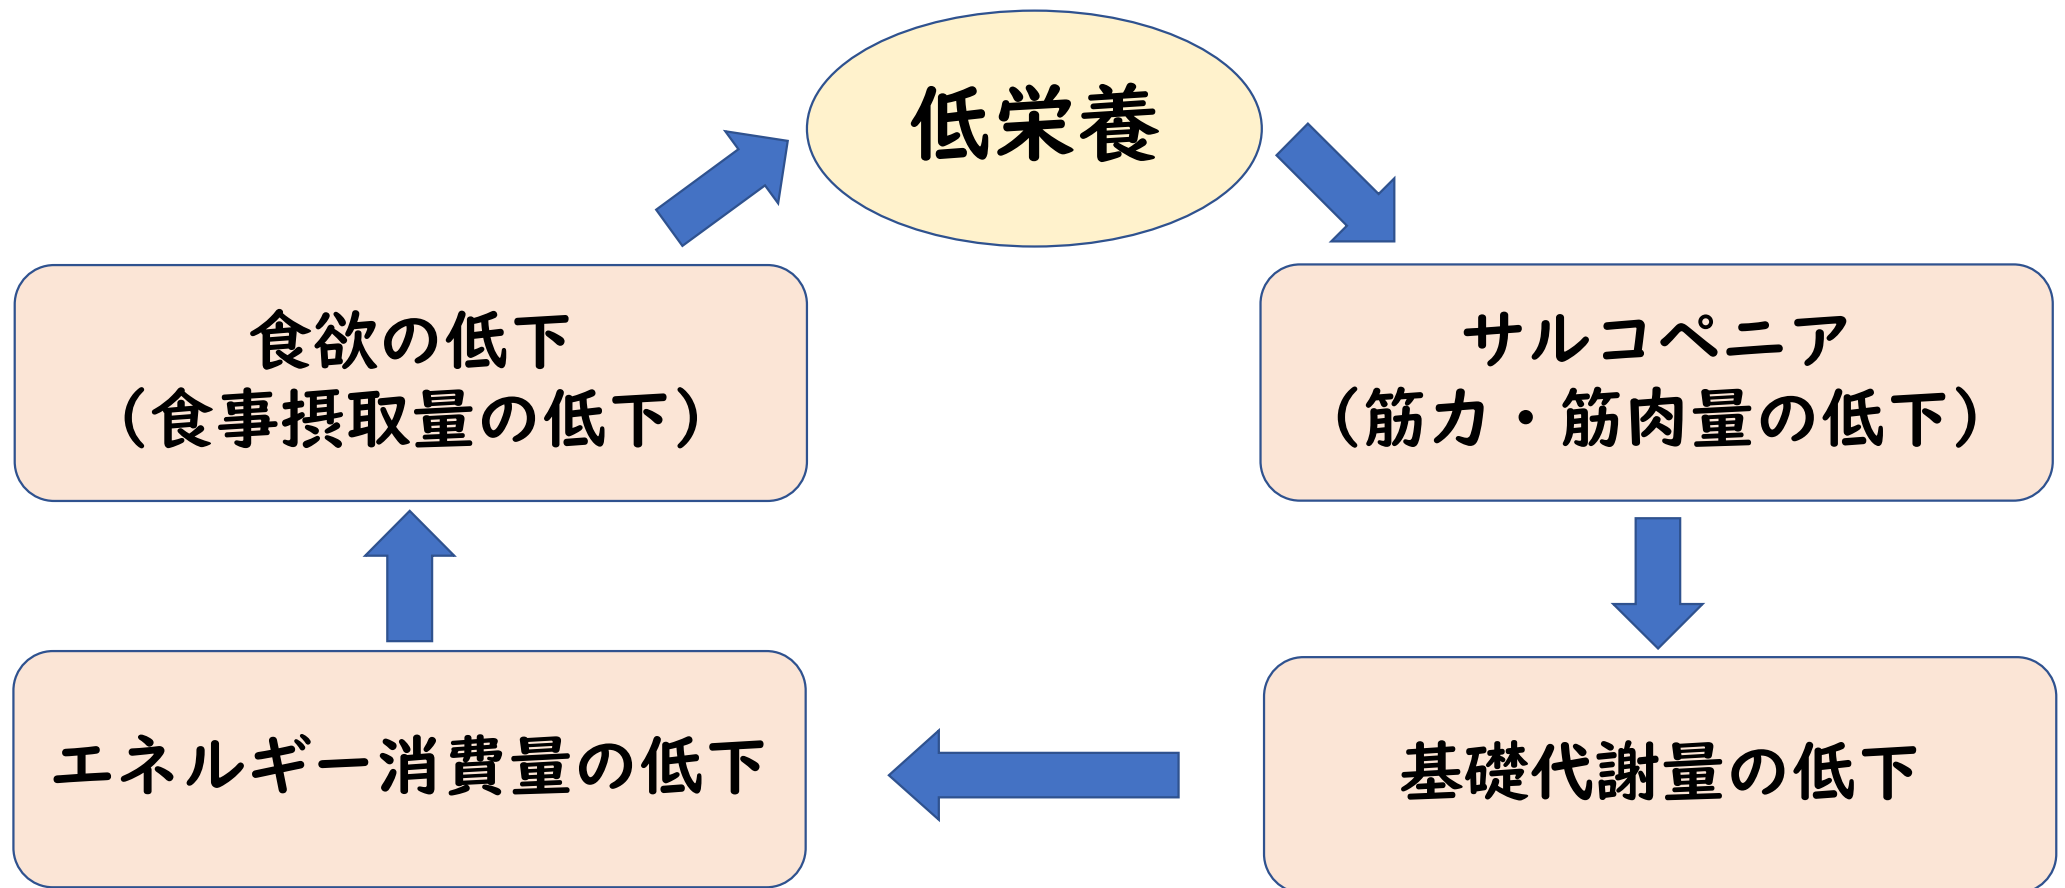 低栄養
食欲の低下
（食事摂取量の低下）
サルコペニア
（筋力・筋肉量の低下）
エネルギー消費量の低下
基礎代謝量の低下